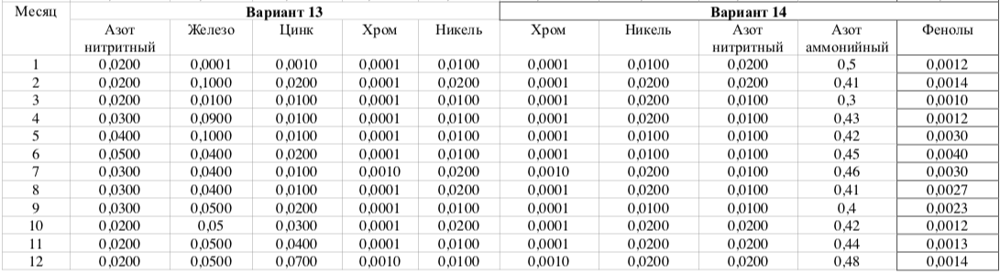 Месяц Вариант 13 Вариант 14
Азот нитритный Железо Цинк Хром Никель Хром Никель Азот нитритный Азот аммонийный Фенолы
1 0,0200 0,0001 0,0010 0,0001 0,0100 0,0001 0,0100 0,0200 0,5 0,0012
2 0,0200 0,1000 0,0200 0,0001 0,0200 0,0001 0,0200 0,0200 0,41 0,0014
3 0,0200 0,0100 0,0100 0,0001 0,0100 0,0001 0,0200 0,0100 0,3 0,0010
4 0,0300 0,0900 0,0100 0,0001 0,0100 0,0001 0,0200 0,0100 0,43 0,0012
5 0,0400 0,1000 0,0100 0,0001 0,0100 0,0001 0,0100 0,0100 0,42 0,0030
6 0,0500 0,0400 0,0200 0,0001 0,0100 0,0001 0,0100 0,0100 0,45 0,0040
7 0,0300 0,0400 0,0100 0,0010 0,0200 0,0010 0,0200 0,0100 0,46 0,0030
8 0,0300 0,0400 0,0100 0,0001 0,0200 0,0001 0,0200 0,0100 0,41 0,0027
9 0,0300 0,0500 0,0200 0,0001 0,0100 0,0001 0,0100 0,0100 0,4 0,0023
10 0,0200 0,05 0,0300 0,0001 0,0200 0,0001 0,0200 0,0200 0,42 0,0012
11 0,0200 0,0500 0,0400 0,0001 0,0100 0,0001 0,0200 0,0200 0,44 0,0013
12 0,0200 0,0500 0,0700 0,0010 0,0100 0,0010 0,0200 0,0200 0,48 0,0014